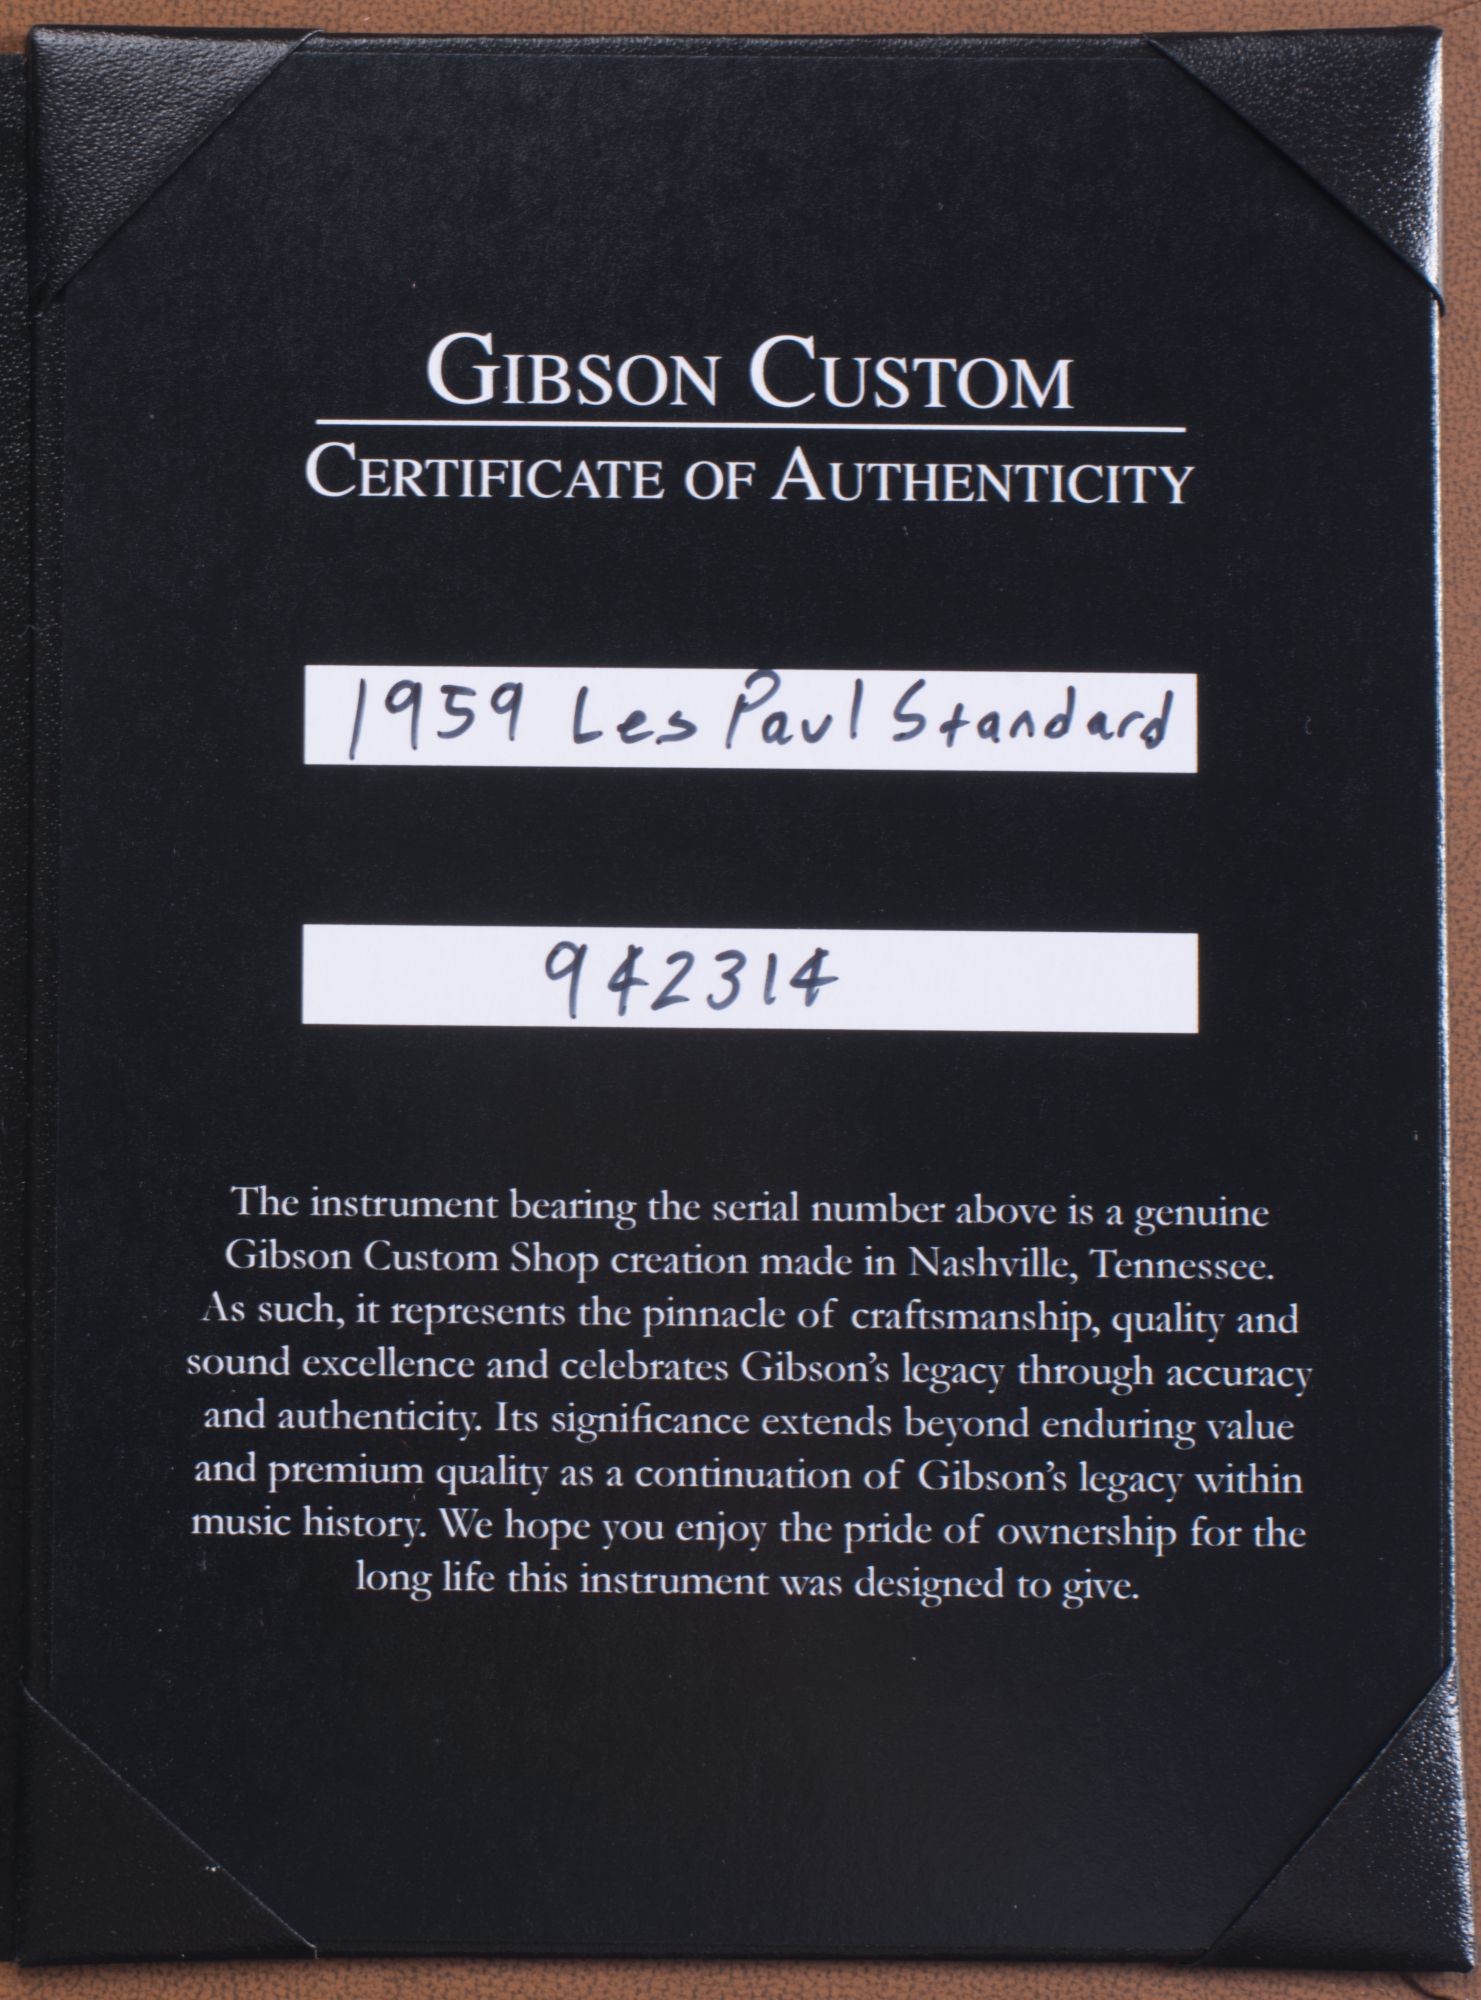 GIBSON CUSTOM
CERTIFICATE OF AUTHENTICITY
1959 Les Paul Standard
942314
The instrument bearing the serial number above is a genuine
Gibson Custom Shop creation made in Nashville, Tennessee.
As such, it represents the pinnacle of craftsmanship, quality and
sound excellence and celebrates Gibson's legacy through accuracy
and authenticity. Its significance extends beyond enduring value
and premium quality as a continuation of Gibson's legacy within
music history. We hope you enjoy the pride of ownership for the
long life this instrument was designed to give.